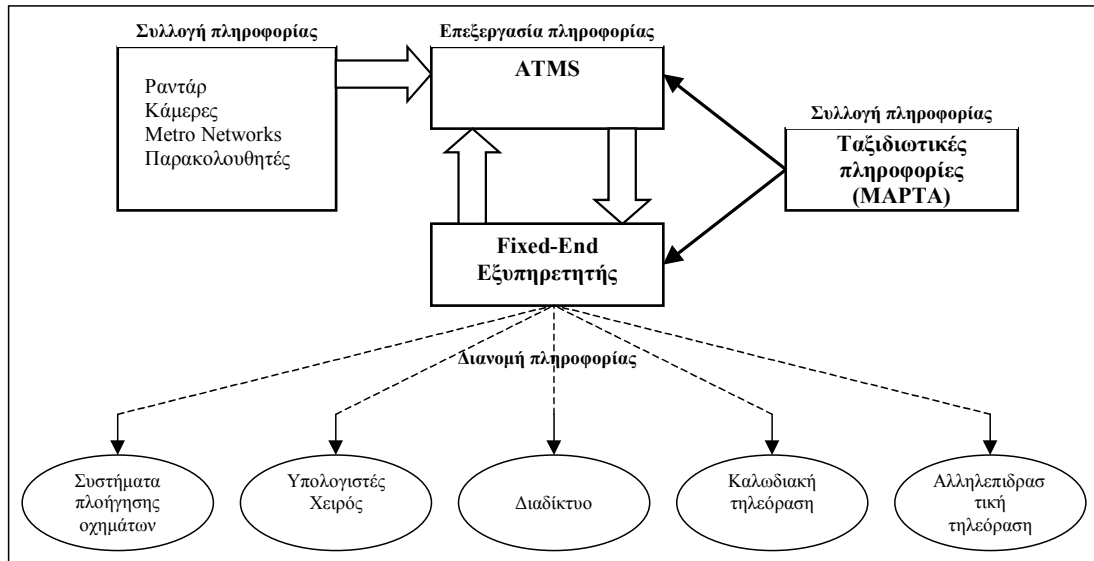 Συλλογή πληροφορίας
Ραντάρ
Κάμερες
Metro Networks
Παρακολουθητές
Επεξεργασία πληροφορίας
ATMS
Συλλογή πληροφορίας
Ταξιδιωτικές
πληροφορίες
(ΜΑΡΤΑ)
Fixed-End
Εξυπηρετητής
Διανομή πληροφορίας
Συστήματα
πλοήγησης
οχημάτων
Υπολογιστές
Χειρός
Διαδίκτυο
Καλωδιακή
τηλεόραση
Αλληλεπιδρασ
τική
τηλεόραση